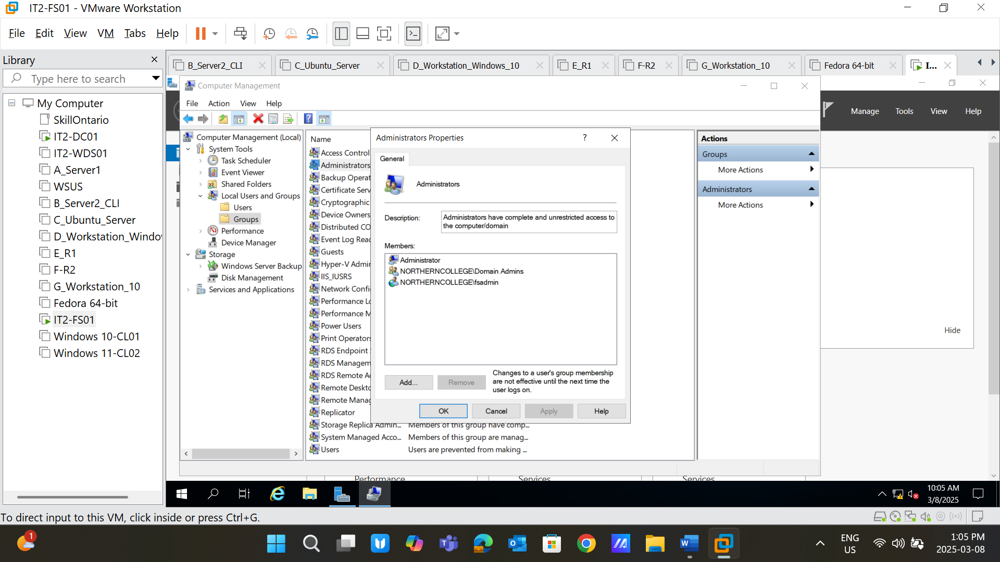 IT2-FS01 - VMware Workstation
File Edit View VM Tabs Help
Library
Type here to search
My Computer
SkillOntario
IT2-DC01
IT2-WDS01
A_Server1
WSUS
B_Server2_CLI
C_Ubuntu_Server
D_Workstation_Windo
E_R1
F-R2
G_Workstation_10
Fedora 64-bit
IT2-FS01
Windows 10-CL01
Windows 11-CL02
B_Server2_CLI
C_Ubuntu_Server
D_Workstation_Windows_10
E_R1
F-R2
G_Workstation_10
Fedora 64-bit
I...
Computer Management
File Action View Help
Manage Tools View Help
Computer Management (Local)
System Tools
Task Scheduler
Event Viewer
Shared Folders
Local Users and Groups
Users
Groups
Performance
Device Manager
Storage
Windows Server Backup
Disk Management
Services and Applications
Name
Access Control
Administrators
Backup Operat
Certificate Serv
Cryptographic
Device Owners
Distributed CO
Event Log Read
Guests
Hyper-V Admi
IIS_IUSRS
Network Confi
Performance Lo
Performance M
Power Users
Print Operators
RDS Endpoint
RDS Managem
RDS Remote Ac
Remote Deskto
Remote Manag
Replicator
Storage Replica Admin... Members of this group have comp...
System Managed Acco... Members of this group are manag...
Users Users are prevented from making ...
Administrators Properties
?
General
Administrators
Description:
Administrators have complete and unrestricted access to
the computer/domain
Members:
Administrator
NORTHERNCOLLEGE\Domain Admins
NORTHERNCOLLEGE\fsadmin
Add...
Remove
Changes to a user's group membership
are not effective until the next time the
user logs on.
OK
Cancel
Apply
Help
Actions
Groups
More Actions
Administrators
More Actions
Hide
Performance
Services
Services
10:05 AM
3/8/2025
To direct input to this VM, click inside or press Ctrl+G.
1
ENG
US
1:05 PM
2025-03-08